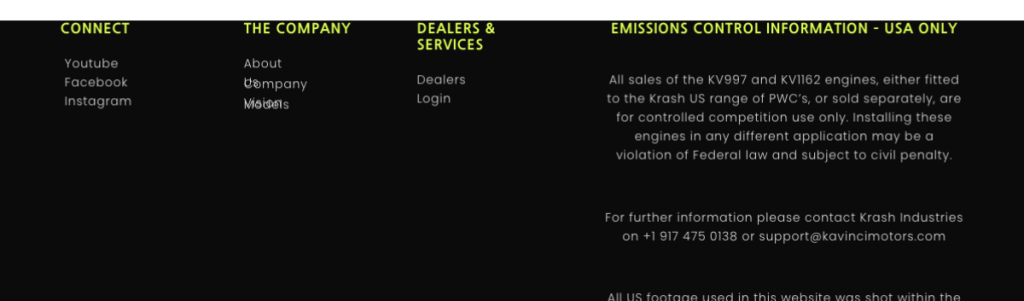 CONNECT
Youtube
Facebook
Instagram
THE COMPANY
About
Us
Company
Vision
Models
DEALERS &
SERVICES
Dealers
Login
EMISSIONS CONTROL INFORMATION - USA ONLY
All sales of the KV997 and KV1162 engines, either fitted
to the Krash US range of PWC's, or sold separately, are
for controlled competition use only. Installing these
engines in any different application may be a
violation of Federal law and subject to civil penalty.
For further information please contact Krash Industries
on +1 917 475 0138 or support@kavincimotors.com
All US footage used in this website was shot within the